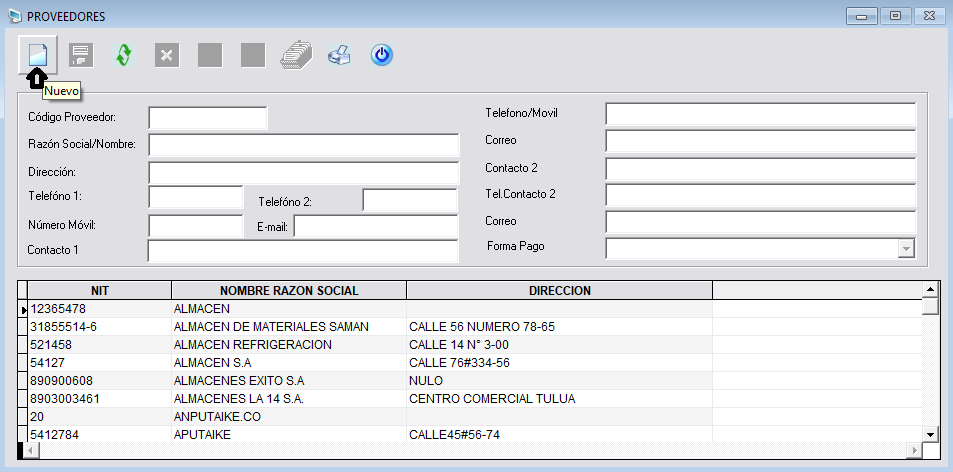 PROVEEDORES
Nuevo
Código Proveedor:
Razón Social/Nombre:
Dirección:
Telefóno 1: Telefóno 2:
Número Móvil: E-mail:
Contacto 1
Telefono/Movil
Correo
Contacto 2
Tel.Contacto 2
Correo
Forma Pago
NIT NOMBRE RAZON SOCIAL DIRECCION
12365478 ALMACEN
31855514-6 ALMACEN DE MATERIALES SAMAN CALLE 56 NUMERO 78-65
521458 ALMACEN REFRIGERACION CALLE 14 N° 3-00
54127 ALMACEN S.A CALLE 76#334-56
890900608 ALMACENES EXITO S.A NULO
8903003461 ALMACENES LA 14 S.A. CENTRO COMERCIAL TULUA
20 ANPUTAIKE.CO
5412784 APUTAIKE CALLE45#56-74